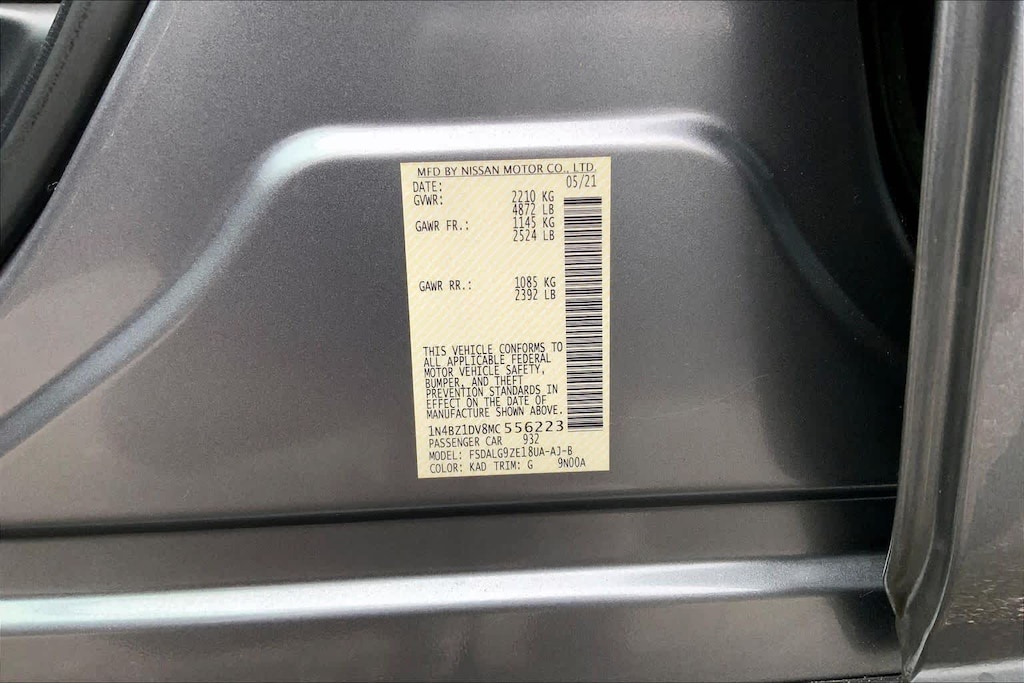 MFD BY NISSAN MOTOR CO., LTD.
DATE: 05/21
GVWR: 2210 KG
4872 LB
GAWR FR.: 1145 KG
2524 LB
GAWR RR.: 1085 KG
2392 LB
THIS VEHICLE CONFORMS TO
ALL APPLICABLE FEDERAL
MOTOR VEHICLE SAFETY,
BUMPER, AND THEFT
PREVENTION STANDARDS IN
EFFECT ON THE DATE OF
MANUFACTURE SHOWN ABOVE.
1N4BZ1DV8MC 556223
PASSENGER CAR 932
MODEL: FSDALG9ZE18UA-AJ-B
COLOR: KAD TRIM: G 9N00A